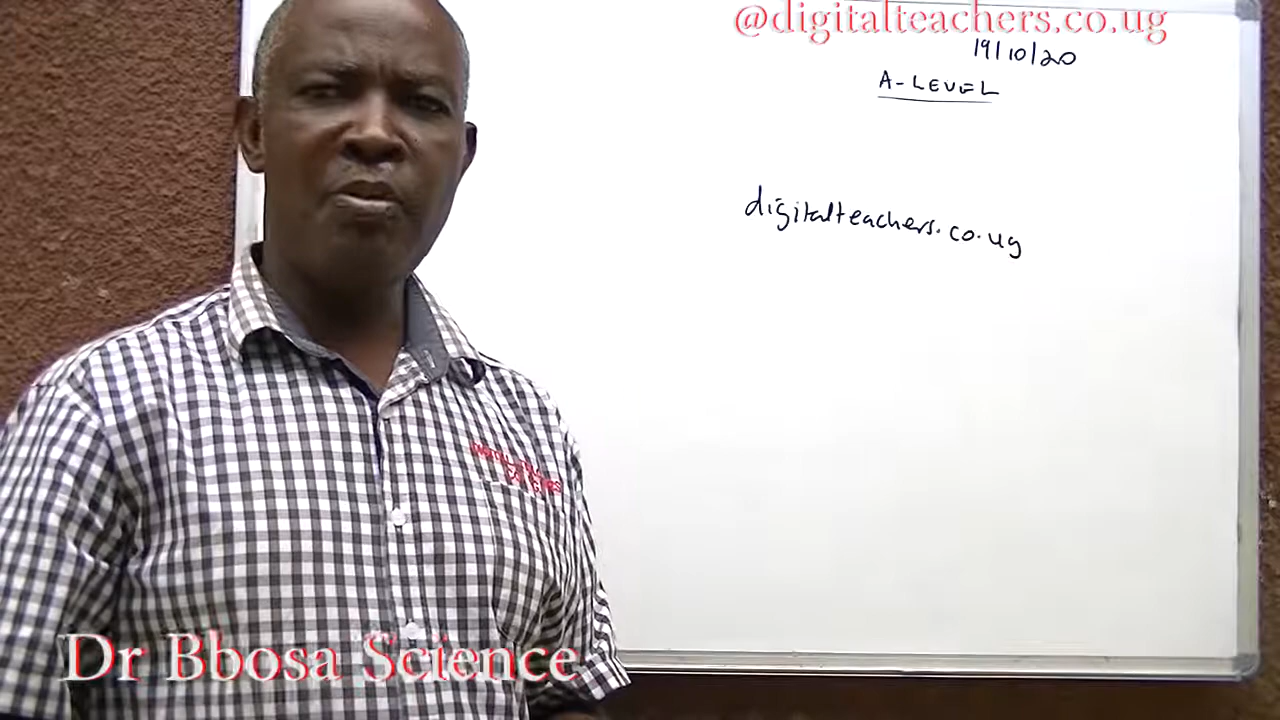 @digitalteachers.co.ug
19/10/20
A-LEVEL
digitalteachers.co.ug
Dr Bbosa Science